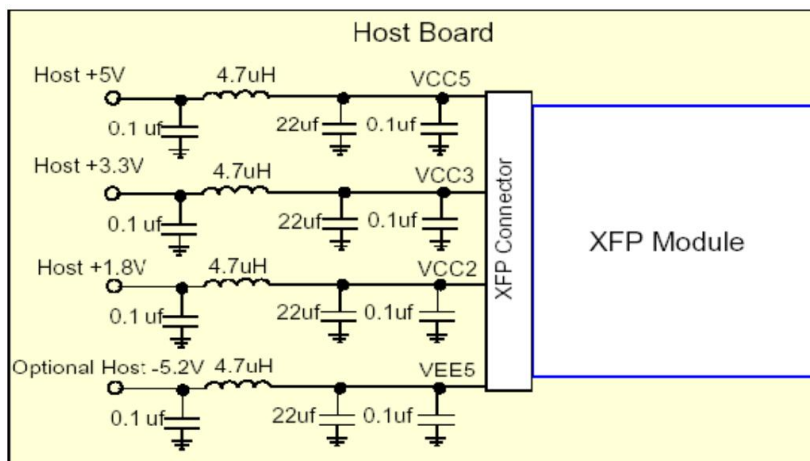 Host Board
Host +5V
4.7uH
VCC5
0.1 uf
22uf
0.1uf
Host +3.3V
4.7uH
VCC3
0.1 uf
22uf
0.1uf
Host +1.8V
4.7uH
VCC2
0.1 uf
22uf
0.1uf
Optional Host -5.2V
4.7uH
VEE5
0.1 uf
22uf
0.1uf
XFP Connector
XFP Module